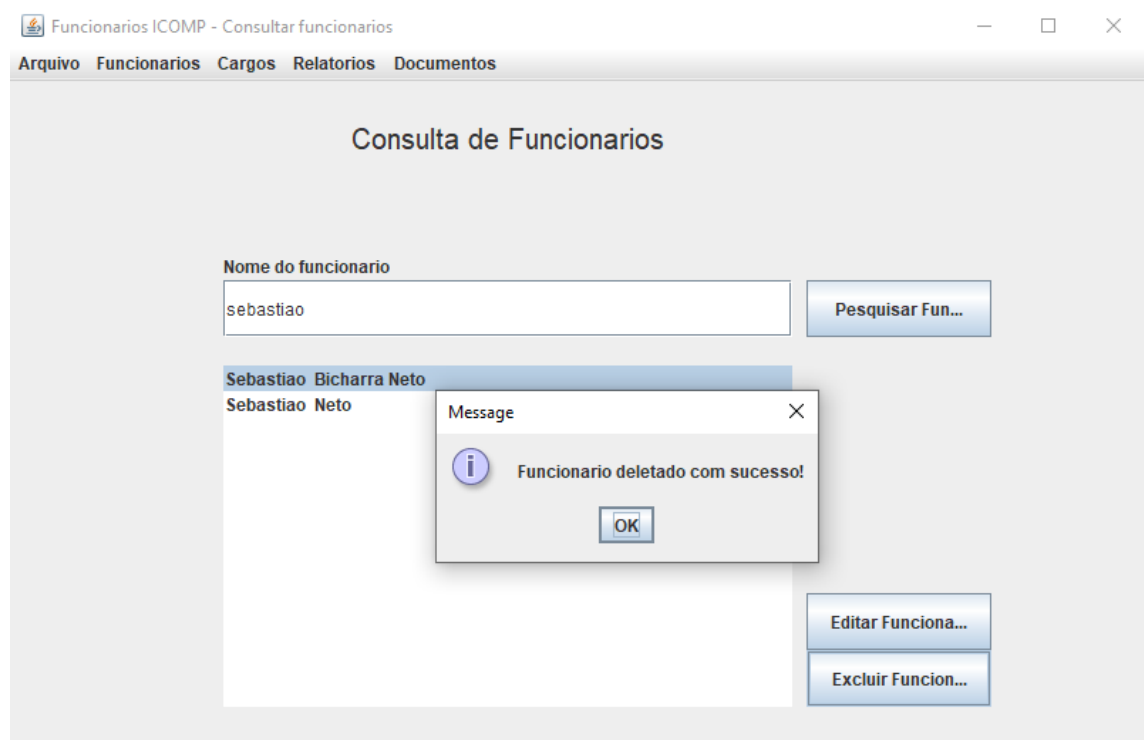 Funcionarios ICOMP - Consultar funcionarios
Arquivo Funcionarios Cargos Relatorios Documentos
Consulta de Funcionarios
Nome do funcionario
sebastiao
Pesquisar Fun...
Sebastiao Bicharra Neto
Sebastiao Neto
Message
i
Funcionario deletado com sucesso!
OK
Editar Funciona...
Excluir Funcion...